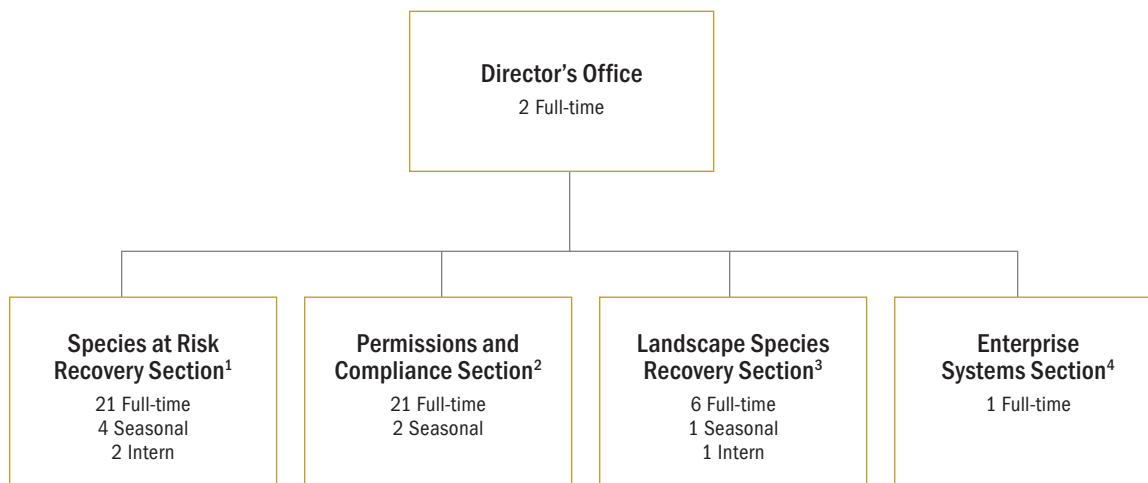 Director’s Office
2 Full-time
Species at Risk
Recovery Section¹
21 Full-time
4 Seasonal
2 Intern
Permissions and
Compliance Section²
21 Full-time
2 Seasonal
Landscape Species
Recovery Section³
6 Full-time
1 Seasonal
1 Intern
Enterprise
Systems Section⁴
1 Full-time